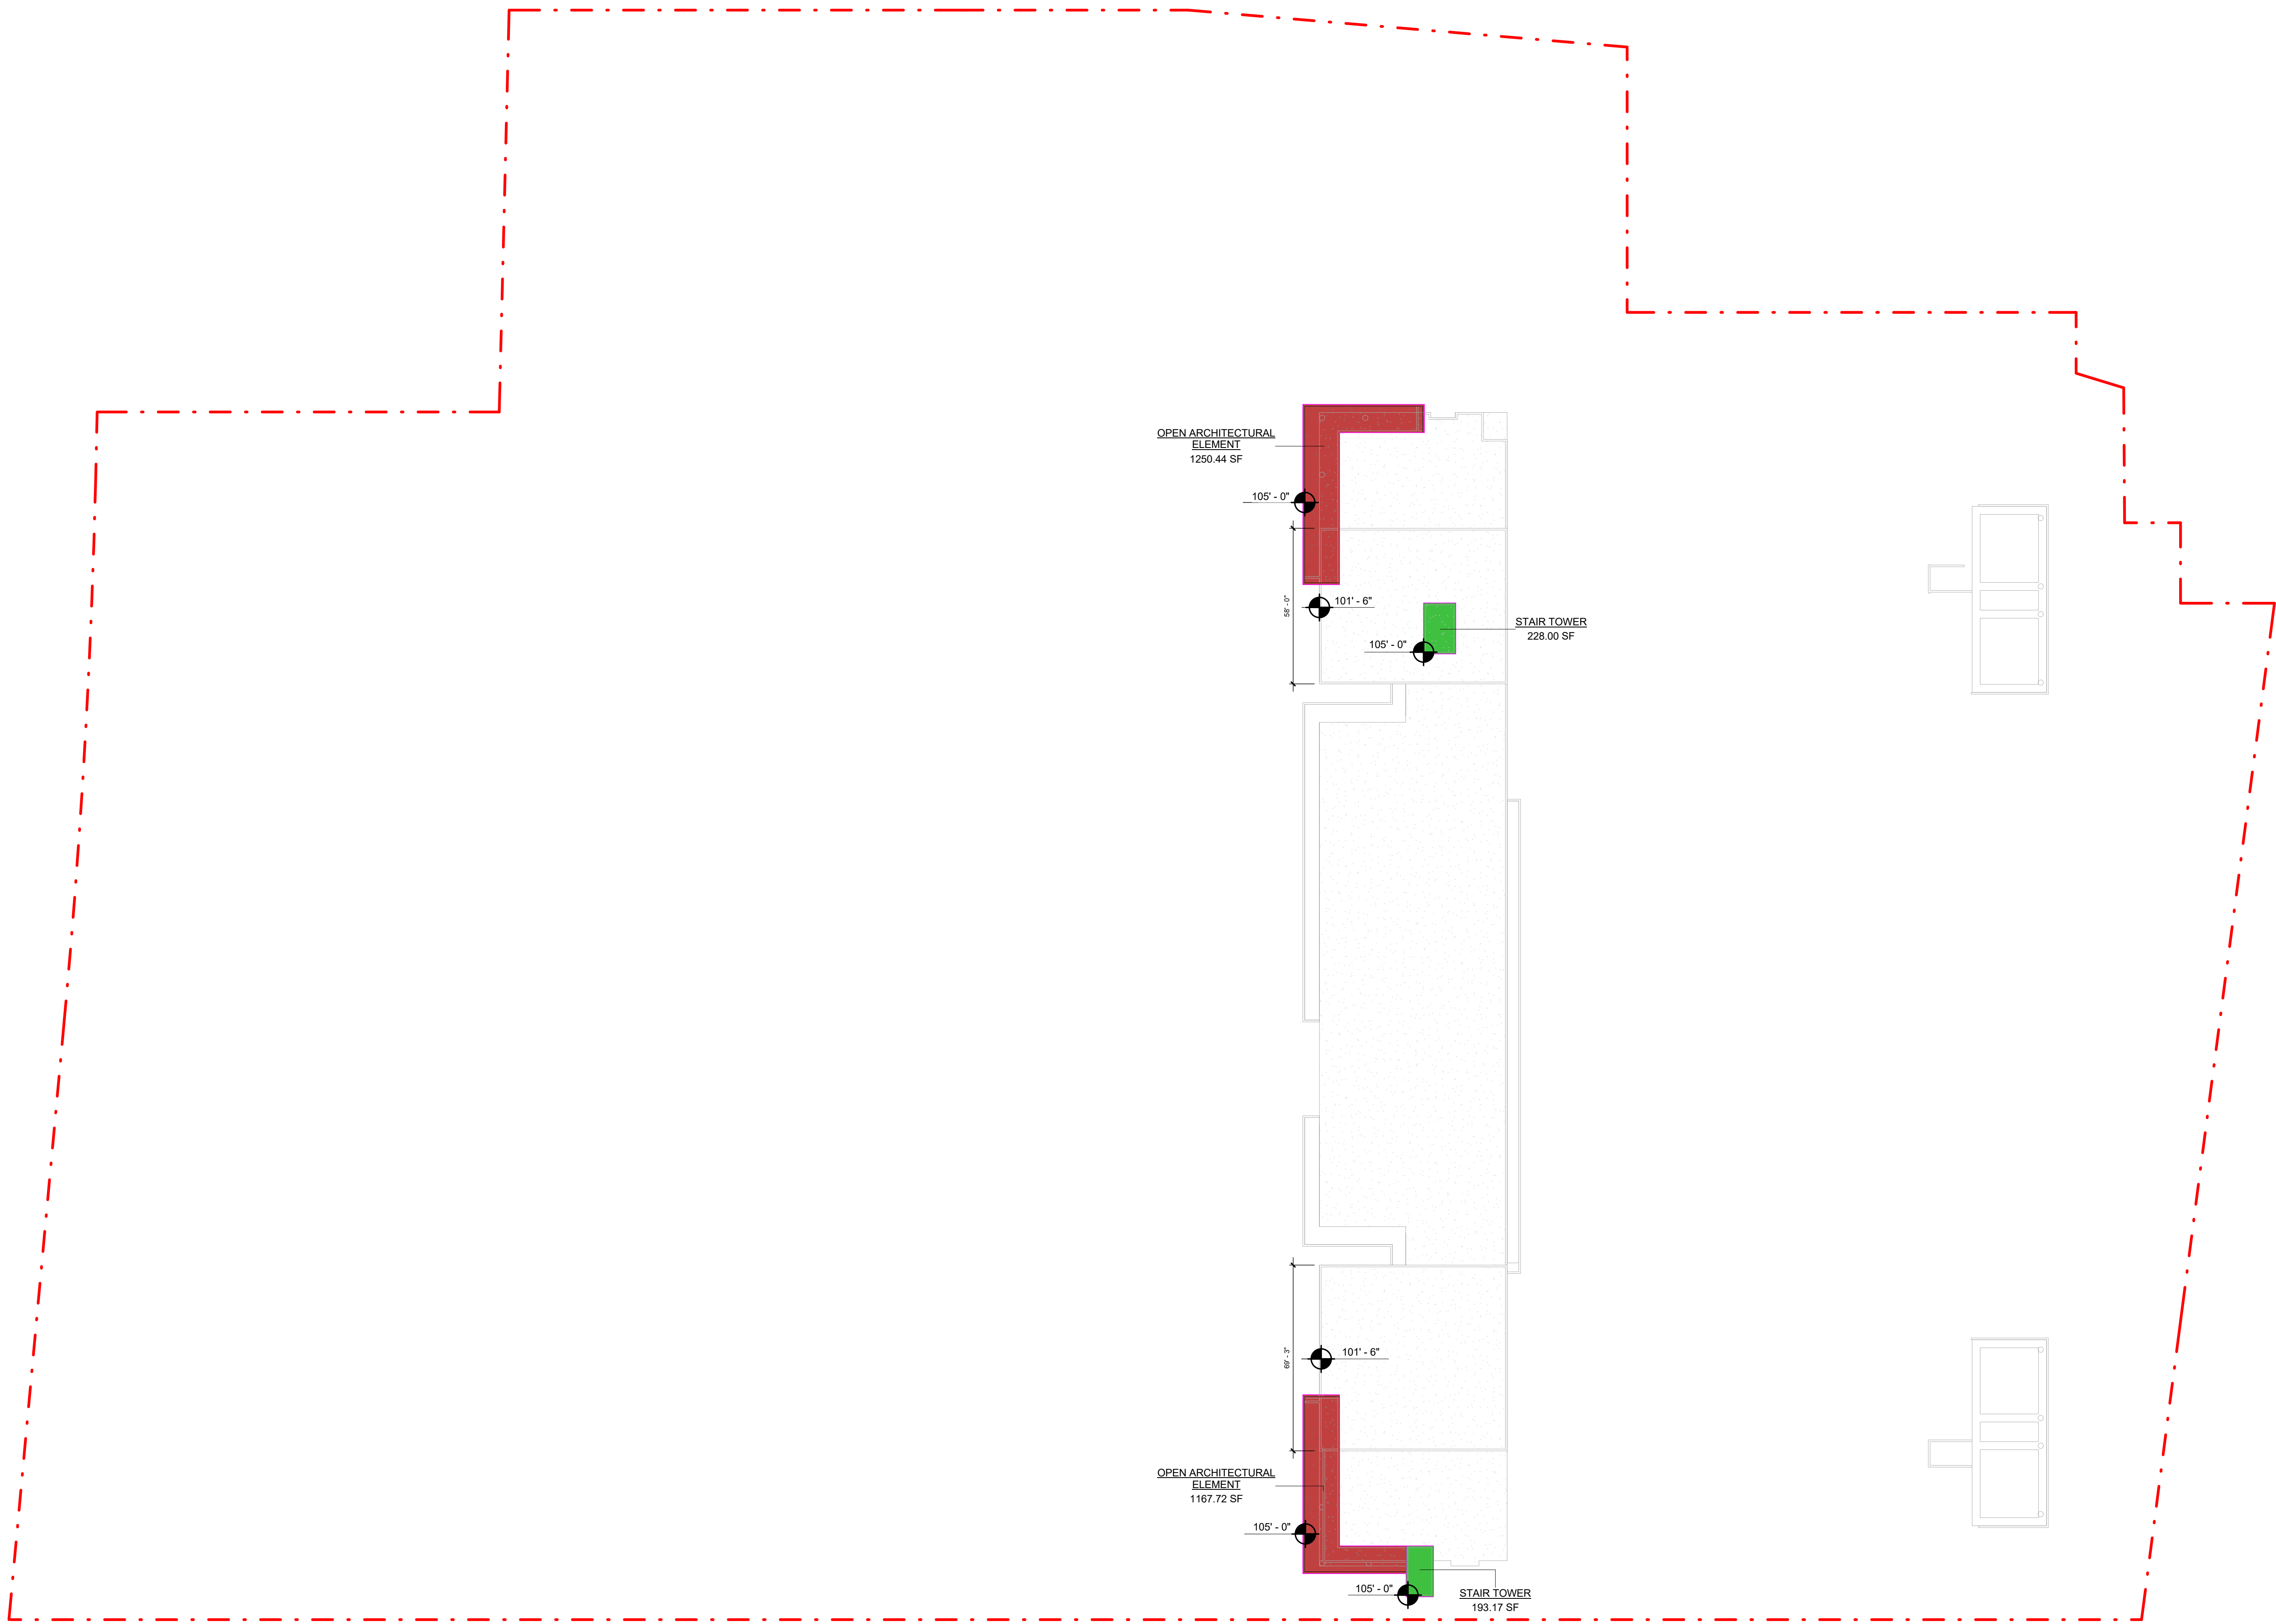 OPEN ARCHITECTURAL
ELEMENT
1250.44 SF
105' - 0"
58' - 0"
101' - 6"
105' - 0"
STAIR TOWER
228.00 SF
69' - 3"
101' - 6"
OPEN ARCHITECTURAL
ELEMENT
1167.72 SF
105' - 0"
105' - 0"
STAIR TOWER
193.17 SF